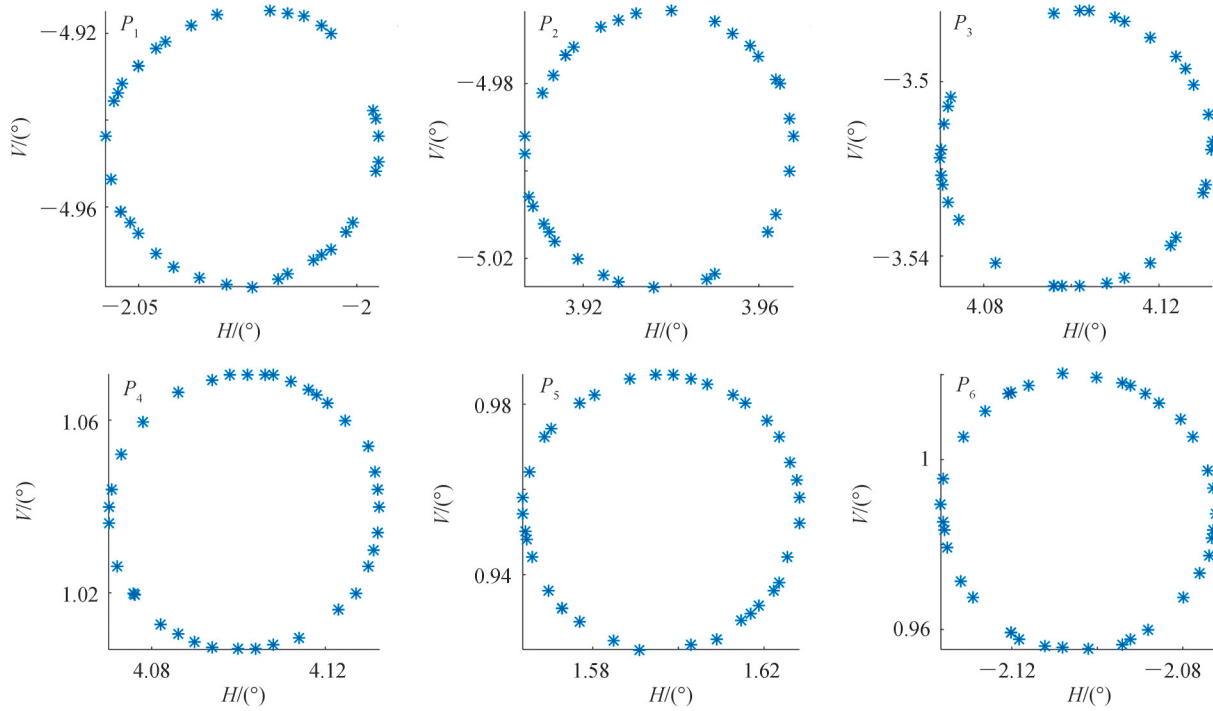 P1
−4.92
−4.96
V/(°)
−2.05
−2
H/(°)
P2
−4.98
−5.02
V/(°)
3.92
3.96
H/(°)
P3
−3.5
−3.54
V/(°)
4.08
4.12
H/(°)
P4
1.06
1.02
V/(°)
4.08
4.12
H/(°)
P5
0.98
0.94
V/(°)
1.58
1.62
H/(°)
P6
1
0.96
V/(°)
−2.12
−2.08
H/(°)